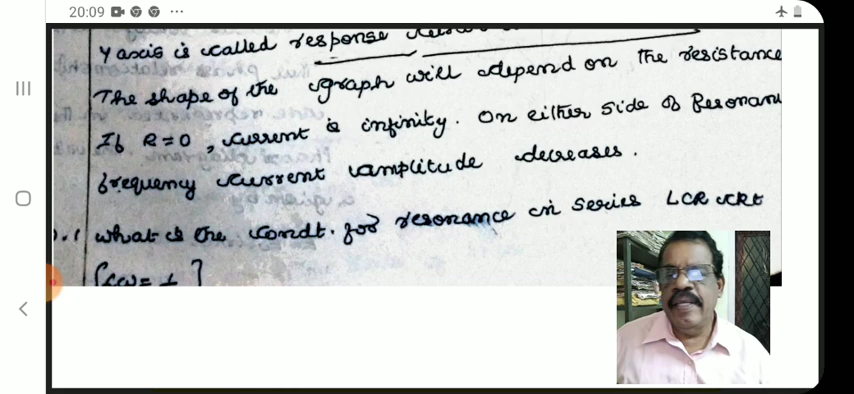 20:09
Y axis is called response
The shape of the graph will depend on the resistance
If R=0, current is infinity. On either side of Resonant
frequency current amplitude decreases.
.1 what is the condt. for resonance in series LCR CKT